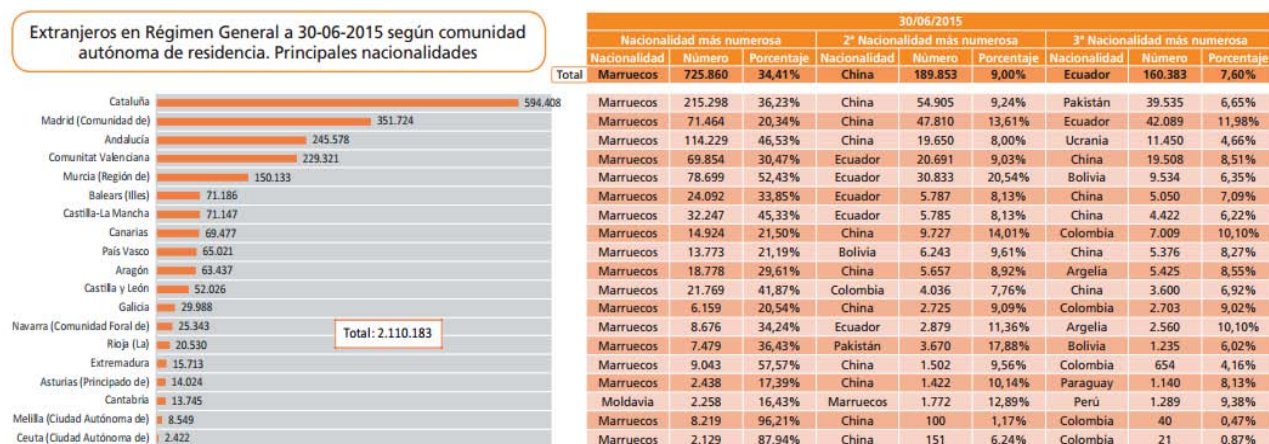 Extranjeros en Régimen General a 30-06-2015 según comunidad
autónoma de residencia. Principales nacionalidades
30/06/2015
Nacionalidad más numerosa 2ª Nacionalidad más numerosa 3ª Nacionalidad más numerosa
Nacionalidad Número Porcentaje Nacionalidad Número Porcentaje Nacionalidad Número Porcentaje
Total Marruecos 725.860 34,41% China 189.853 9,00% Ecuador 160.383 7,60%
Cataluña 594.408 Marruecos 215.298 36,23% China 54.905 9,24% Pakistán 39.535 6,65%
Madrid (Comunidad de) 351.724 Marruecos 71.464 20,34% China 47.810 13,61% Ecuador 42.089 11,98%
Andalucía 245.578 Marruecos 114.229 46,53% China 19.650 8,00% Ucrania 11.450 4,66%
Comunitat Valenciana 229.321 Marruecos 69.854 30,47% Ecuador 20.691 9,03% China 19.508 8,51%
Murcia (Región de) 150.133 Marruecos 78.699 52,43% Ecuador 30.833 20,54% Bolivia 9.534 6,35%
Balears (Illes) 71.186 Marruecos 24.092 33,85% Ecuador 5.787 8,13% China 5.050 7,09%
Castilla-La Mancha 71.147 Marruecos 32.247 45,33% Ecuador 5.785 8,13% China 4.422 6,22%
Canarias 69.477 Marruecos 14.924 21,50% China 9.727 14,01% Colombia 7.009 10,10%
País Vasco 65.021 Marruecos 13.773 21,19% Bolivia 6.243 9,61% China 5.376 8,27%
Aragón 63.437 Marruecos 18.778 29,61% China 5.657 8,92% Argelia 5.425 8,55%
Castilla y León 52.026 Marruecos 21.769 41,87% Colombia 4.036 7,76% China 3.600 6,92%
Galicia 29.988 Marruecos 6.159 20,54% China 2.725 9,09% Colombia 2.703 9,02%
Navarra (Comunidad Foral de) 25.343 Marruecos 8.676 34,24% Ecuador 2.879 11,36% Argelia 2.560 10,10%
Total: 2.110.183
Rioja (La) 20.530 Marruecos 7.479 36,43% Pakistán 3.670 17,88% Bolivia 1.235 6,02%
Extremadura 15.713 Marruecos 9.043 57,57% China 1.502 9,56% Colombia 654 4,16%
Asturias (Principado de) 14.024 Marruecos 2.438 17,39% China 1.422 10,14% Paraguay 1.140 8,13%
Cantabria 13.745 Moldavia 2.258 16,43% Marruecos 1.772 12,89% Perú 1.289 9,38%
Melilla (Ciudad Autónoma de) 8.549 Marruecos 8.219 96,21% China 100 1,17% Colombia 40 0,47%
Ceuta (Ciudad Autónoma de) 2.422 Marruecos 2.129 87,94% China 151 6,24% Colombia 21 0,87%